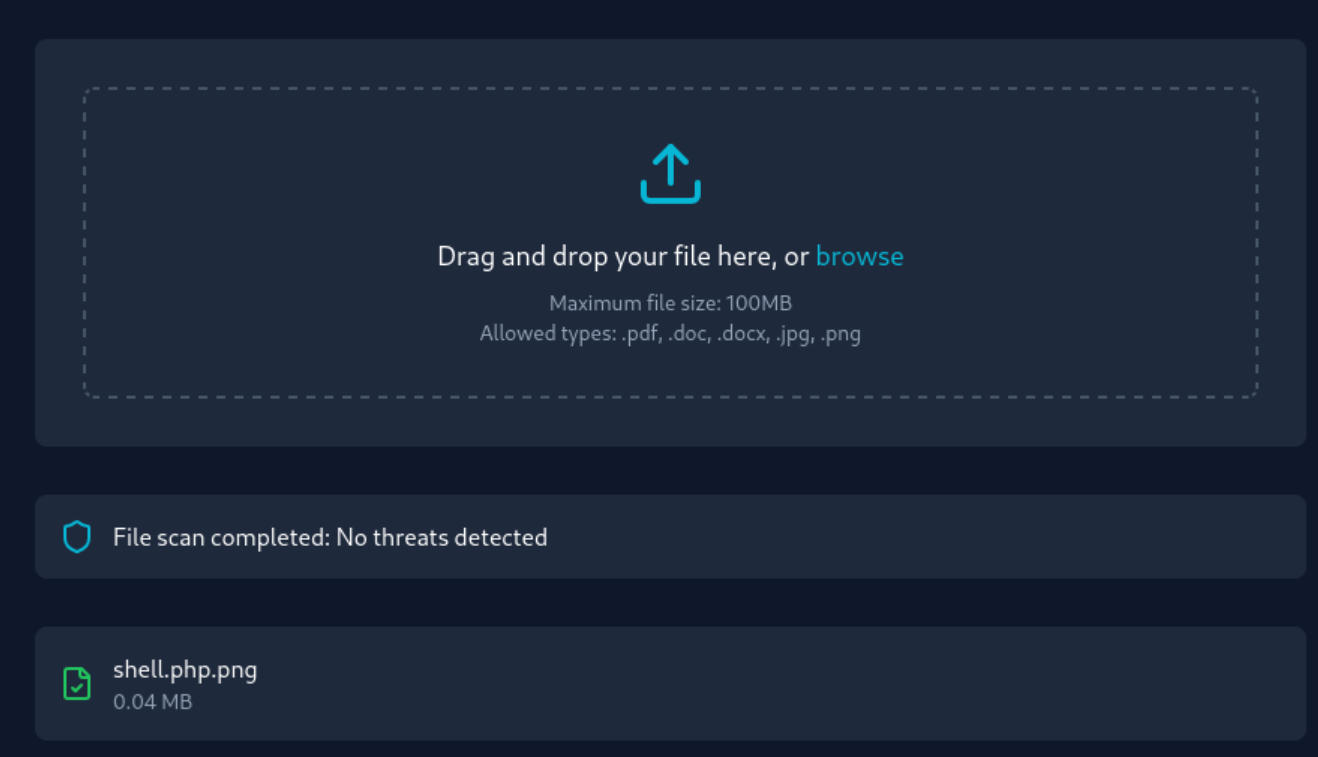 Drag and drop your file here, or browse
Maximum file size: 100MB
Allowed types: .pdf, .doc, .docx, .jpg, .png
File scan completed: No threats detected
shell.php.png
0.04 MB